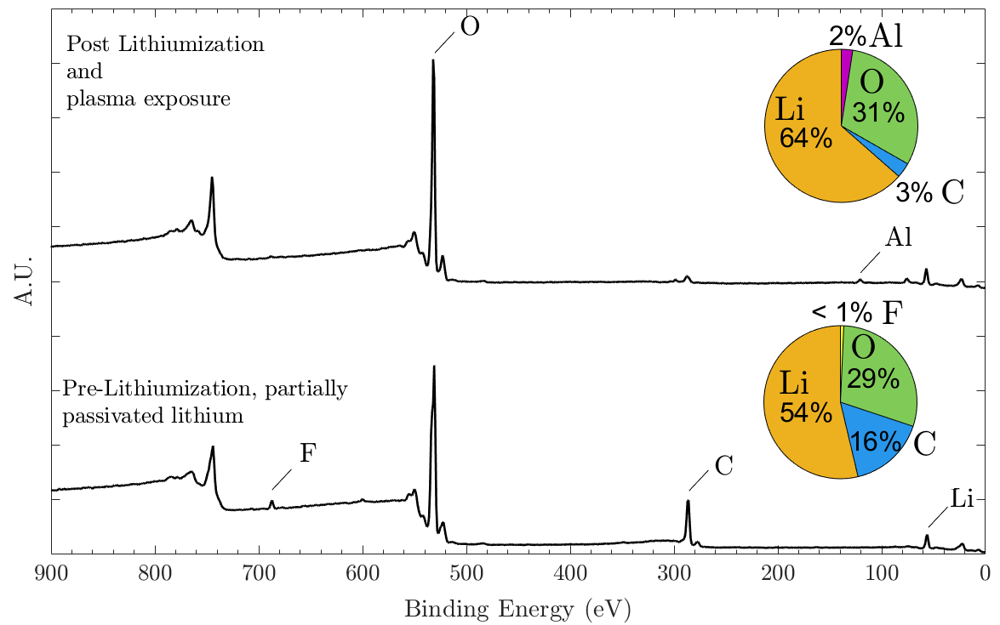 O
Post Lithiumization
and
plasma exposure
2% Al
O
31%
Li
64%
3% C
Al
A.U.
< 1% F
O
29%
Li
54%
16% C
Pre-Lithiumization, partially
passivated lithium
F
C
Li
900 800 700 600 500 400 300 200 100 0
Binding Energy (eV)